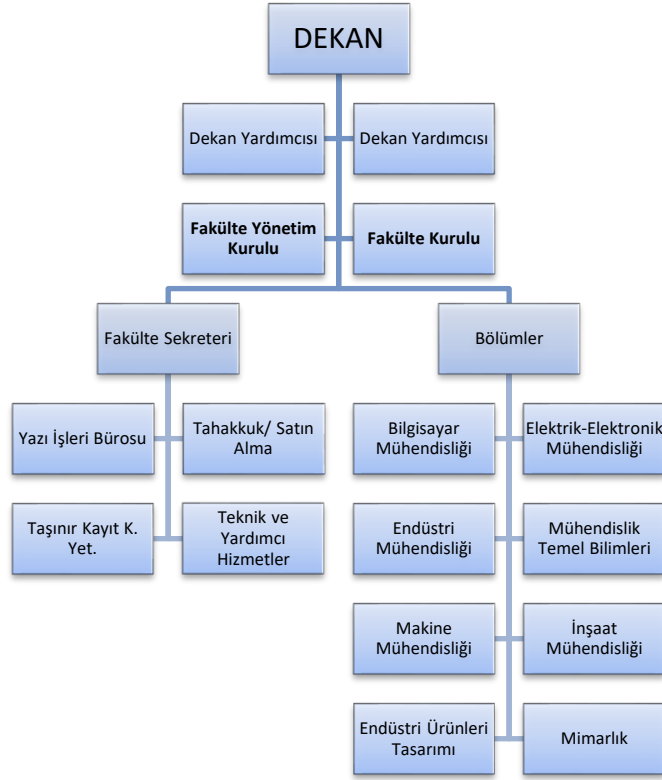 DEKAN
Dekan Yardımcısı
Dekan Yardımcısı
Fakülte Yönetim
Kurulu
Fakülte Kurulu
Fakülte Sekreteri
Bölümler
Yazı İşleri Bürosu
Tahakkuk/ Satın
Alma
Bilgisayar
Mühendisliği
Elektrik-Elektronik
Mühendisliği
Taşınır Kayıt K.
Yet.
Teknik ve
Yardımcı
Hizmetler
Endüstri
Mühendisliği
Mühendislik
Temel Bilimleri
Makine
Mühendisliği
İnşaat
Mühendisliği
Endüstri Ürünleri
Tasarımı
Mimarlık